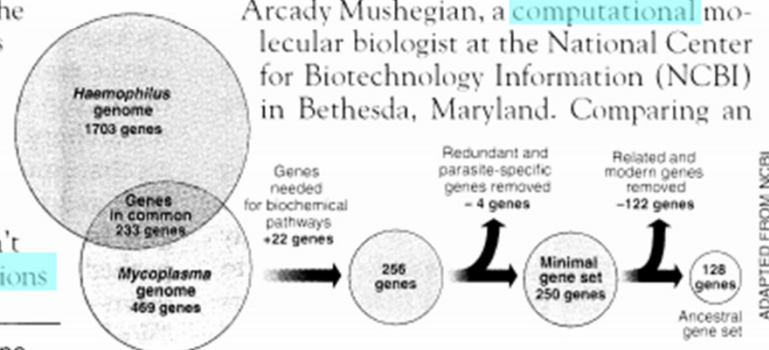 he
s
Arcady Mushegian, a computational mo-
lecular biologist at the National Center
for Biotechnology Information (NCBI)
in Bethesda, Maryland. Comparing an
Haemophilus
genome
1703 genes
Genes
in common
233 genes
't
ions
Mycoplasma
genome
469 genes
Genes
needed
for biochemical
pathways
+22 genes
256
genes
Redundant and
parasite-specific
genes removed
– 4 genes
Minimal
gene set
250 genes
Related and
modern genes
removed
–122 genes
128
genes
Ancestral
gene set
ADAPTED FROM NCBI